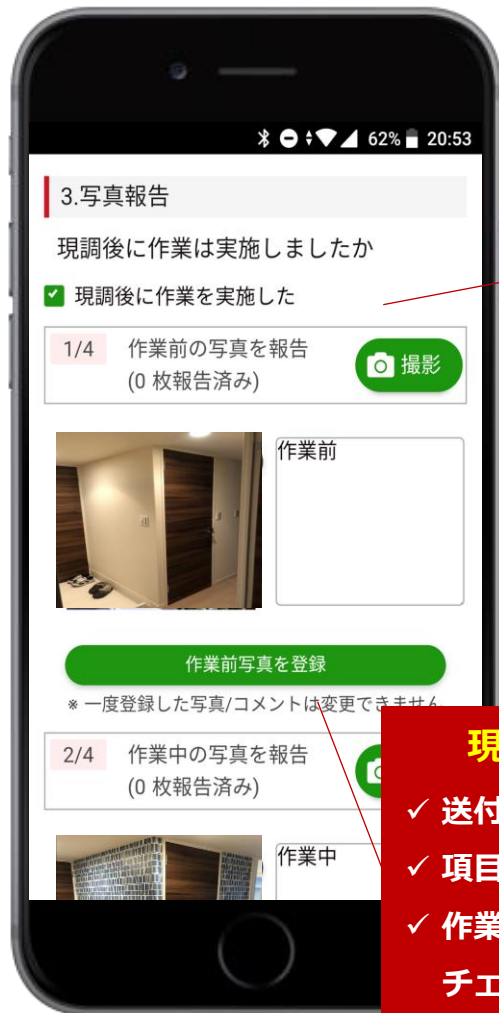 62% 20:53
3.写真報告
現調後に作業は実施しましたか
現調後に作業を実施した
1/4 作業前の写真を報告
(0 枚報告済み)
撮影
作業前
作業前写真を登録
※ 一度登録した写真/コメントは変更できません
2/4 作業中の写真を報告
(0 枚報告済み)
作業中
現
✓ 送付
✓ 項目
✓ 作業
チェ